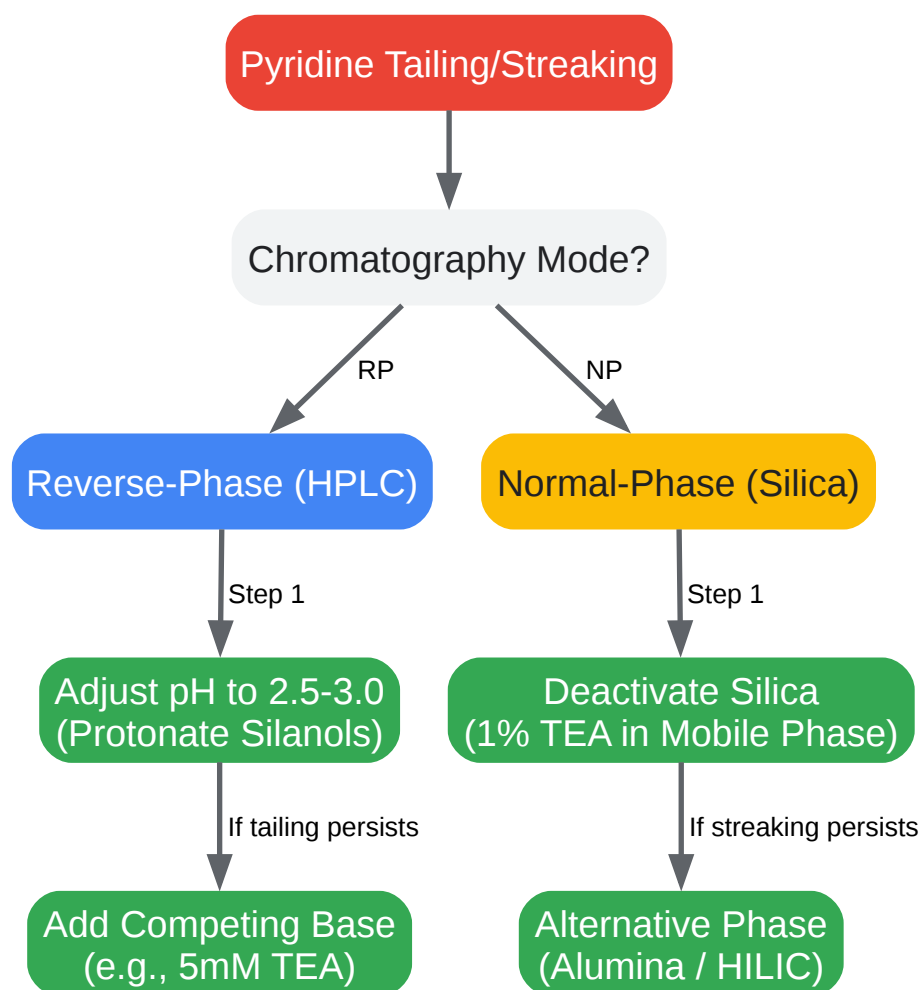 Pyridine Tailing/Streaking
Chromatography Mode?
RP
NP
Reverse-Phase (HPLC)
Normal-Phase (Silica)
Step 1
Step 1
Adjust pH to 2.5-3.0
(Protonate Silanols)
Deactivate Silica
(1% TEA in Mobile Phase)
If tailing persists
If streaking persists
Add Competing Base
(e.g., 5mM TEA)
Alternative Phase
(Alumina / HILIC)